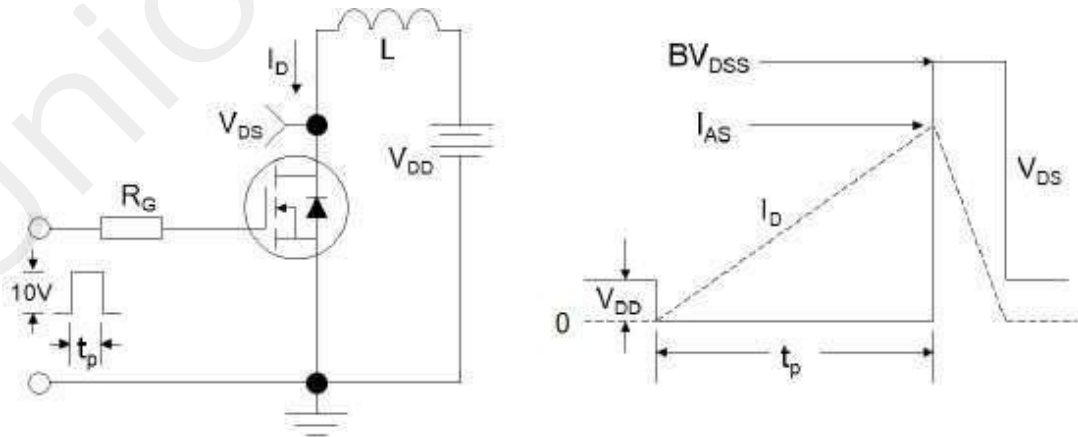 L
I_D
V_DS
V_DD
R_G
10V
t_p
BV_DSS
I_AS
V_DS
I_D
V_DD
0
t_p